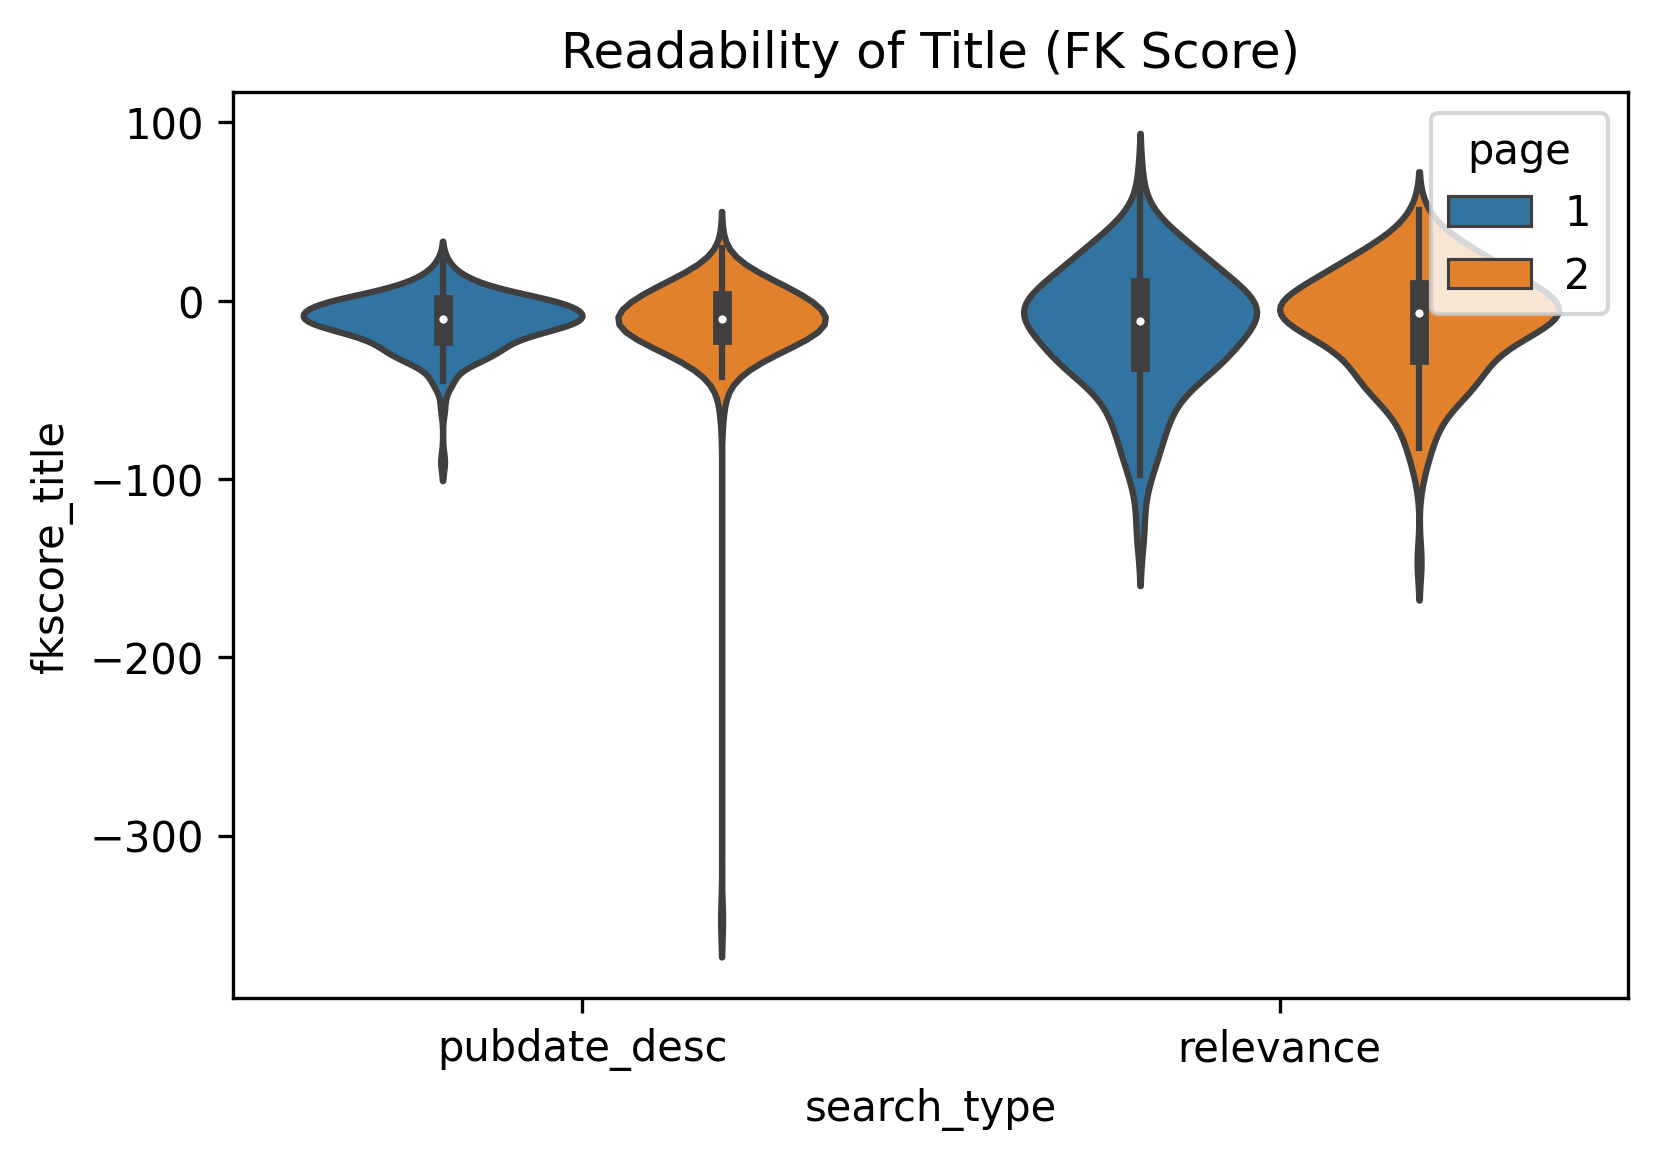 Readability of Title (FK Score)
100
0
−100
−200
−300
fkscore_title
page
1
2
pubdate_desc
relevance
search_type